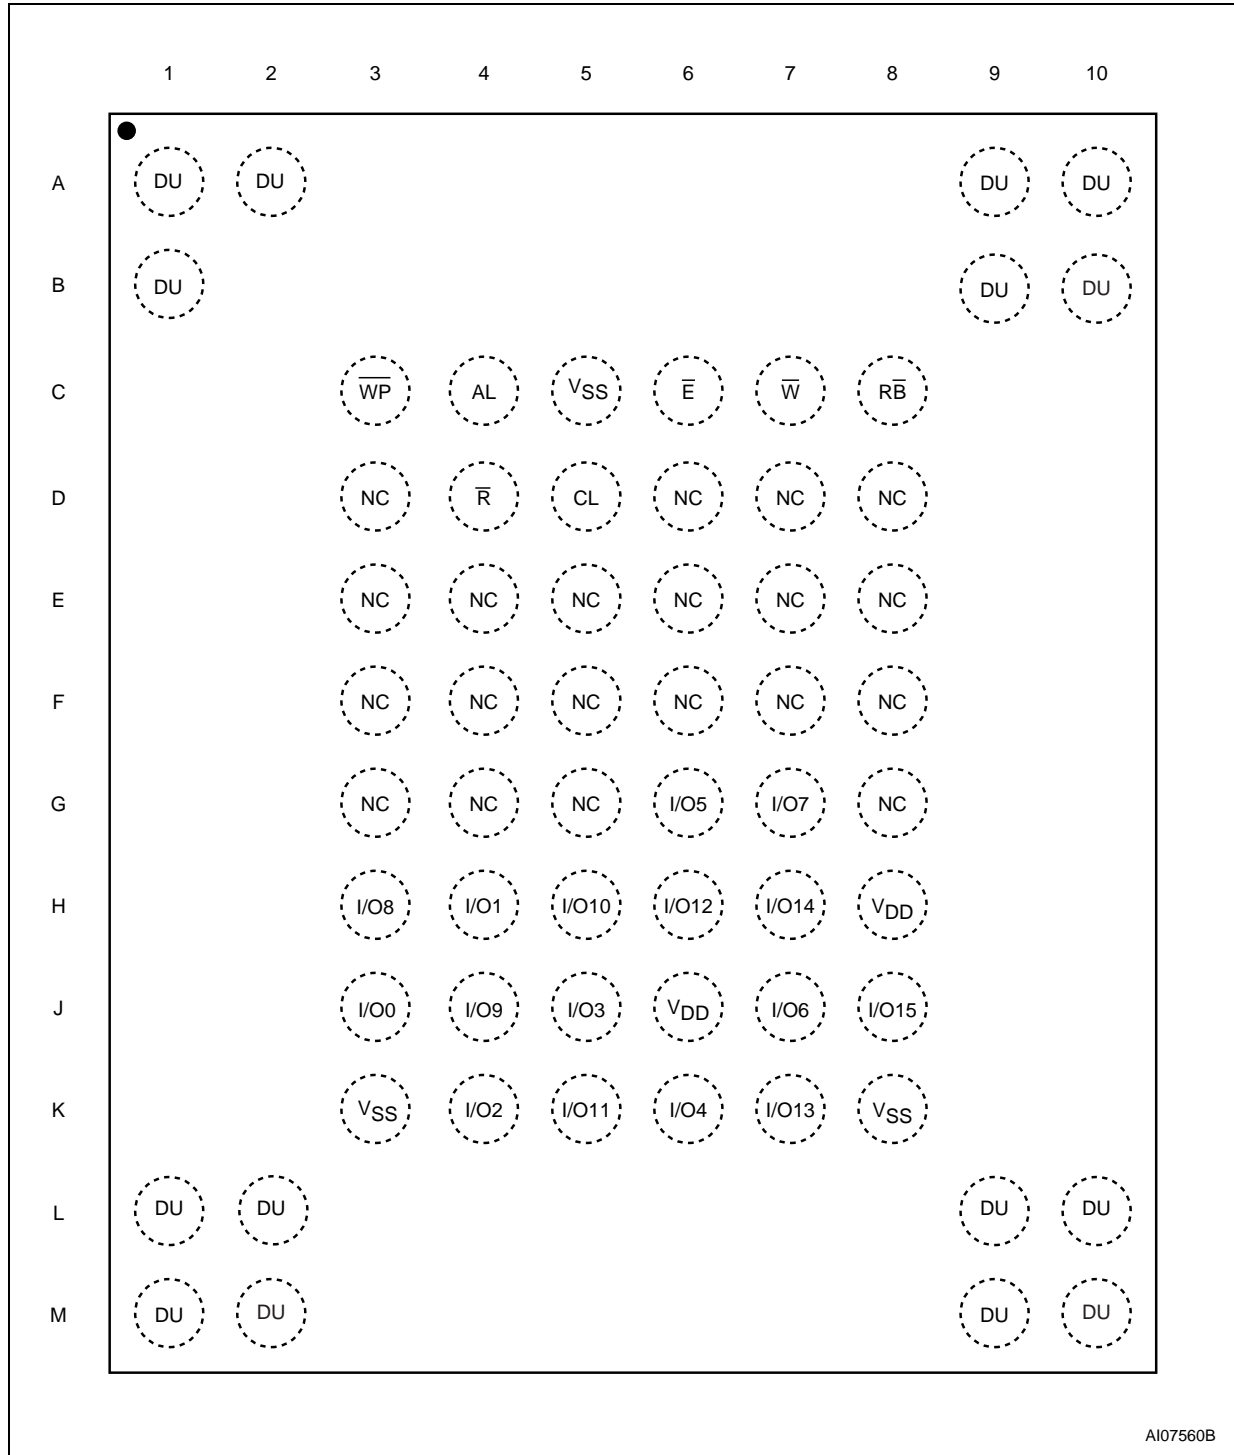 1 2 3 4 5 6 7 8 9 10
A DU DU DU DU
B DU DU DU
C W̅P̅ AL VSS E̅ W̅ RB̅
D NC R̅ CL NC NC NC
E NC NC NC NC NC NC
F NC NC NC NC NC NC
G NC NC NC I/O5 I/O7 NC
H I/O8 I/O1 I/O10 I/O12 I/O14 VDD
J I/O0 I/O9 I/O3 VDD I/O6 I/O15
K VSS I/O2 I/O11 I/O4 I/O13 VSS
L DU DU DU DU
M DU DU DU DU
AI07560B